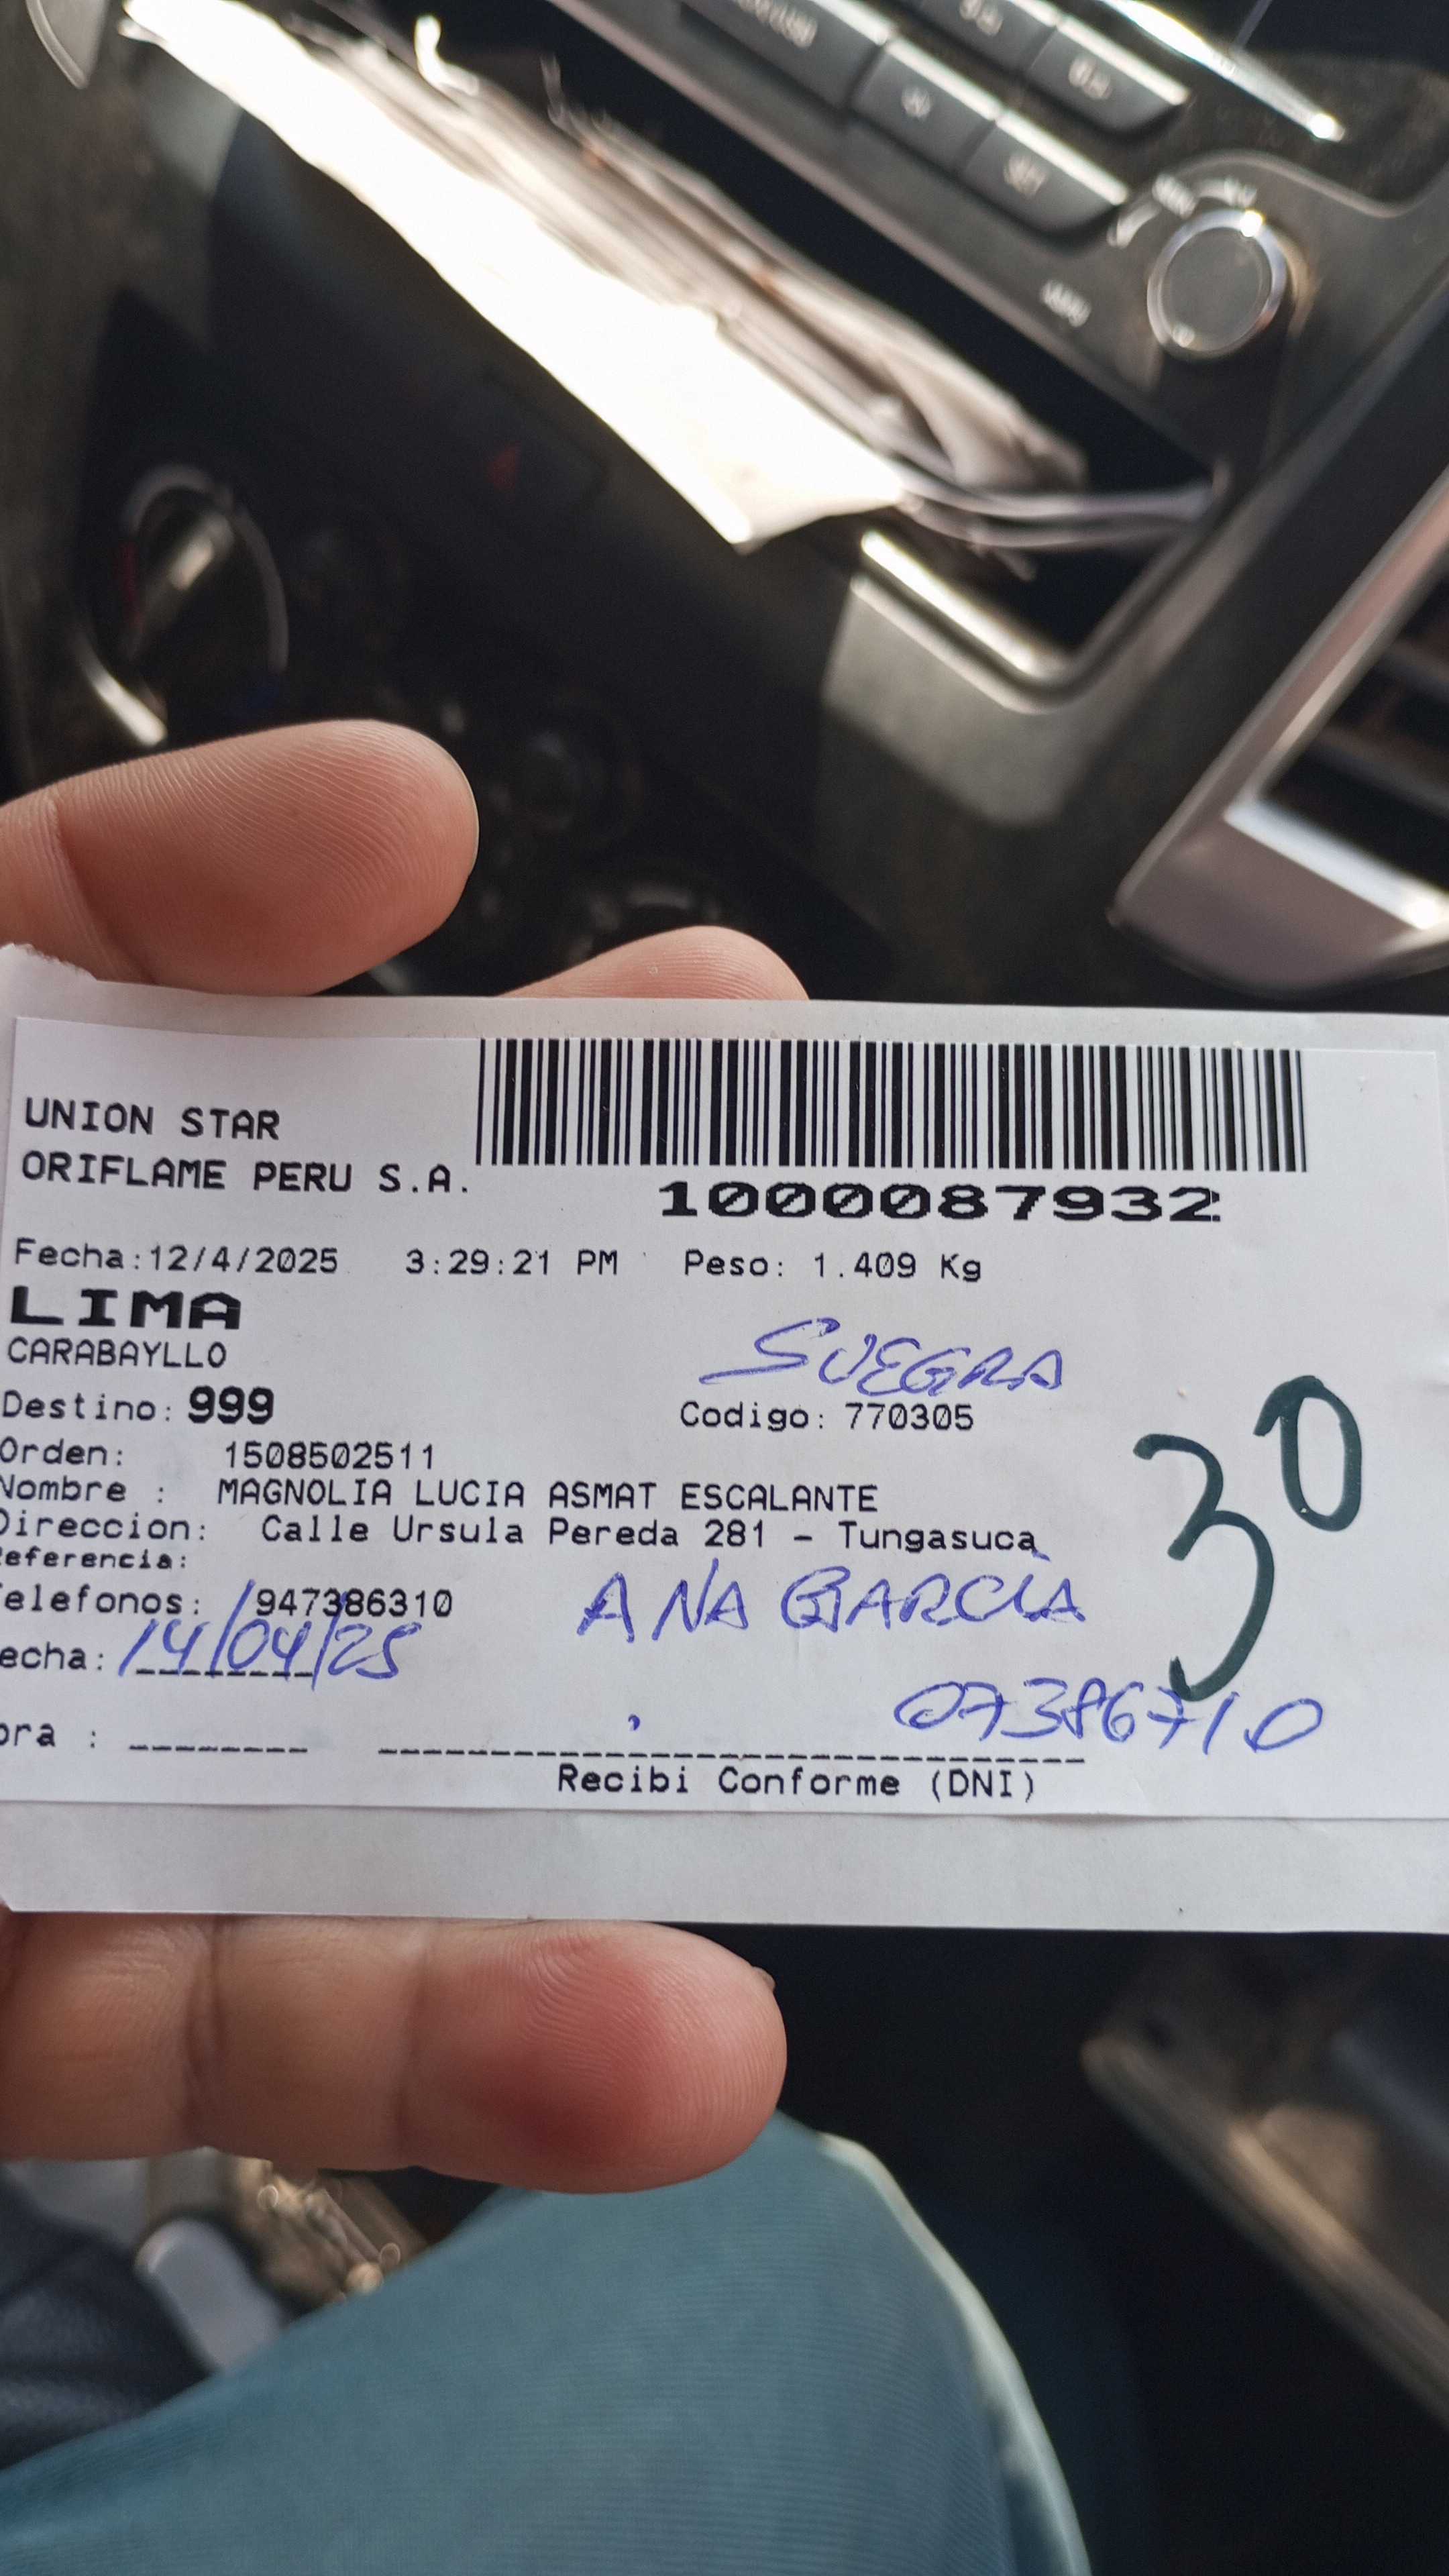 UNION STAR
ORIFLAME PERU S.A.
1000087932
Fecha:12/4/2025 3:29:21 PM Peso: 1.409 Kg
LIMA
CARABAYLLO
SUEGRA
Destino: 999 Codigo: 770305
Orden: 1508502511
Nombre : MAGNOLIA LUCIA ASMAT ESCALANTE
Direccion: Calle Ursula Pereda 281 - Tungasuca
eferencia:
elefonos: 947386310
ANA GARCÍA
30
echa: 14/04/25
07386710
ora :
Recibi Conforme (DNI)